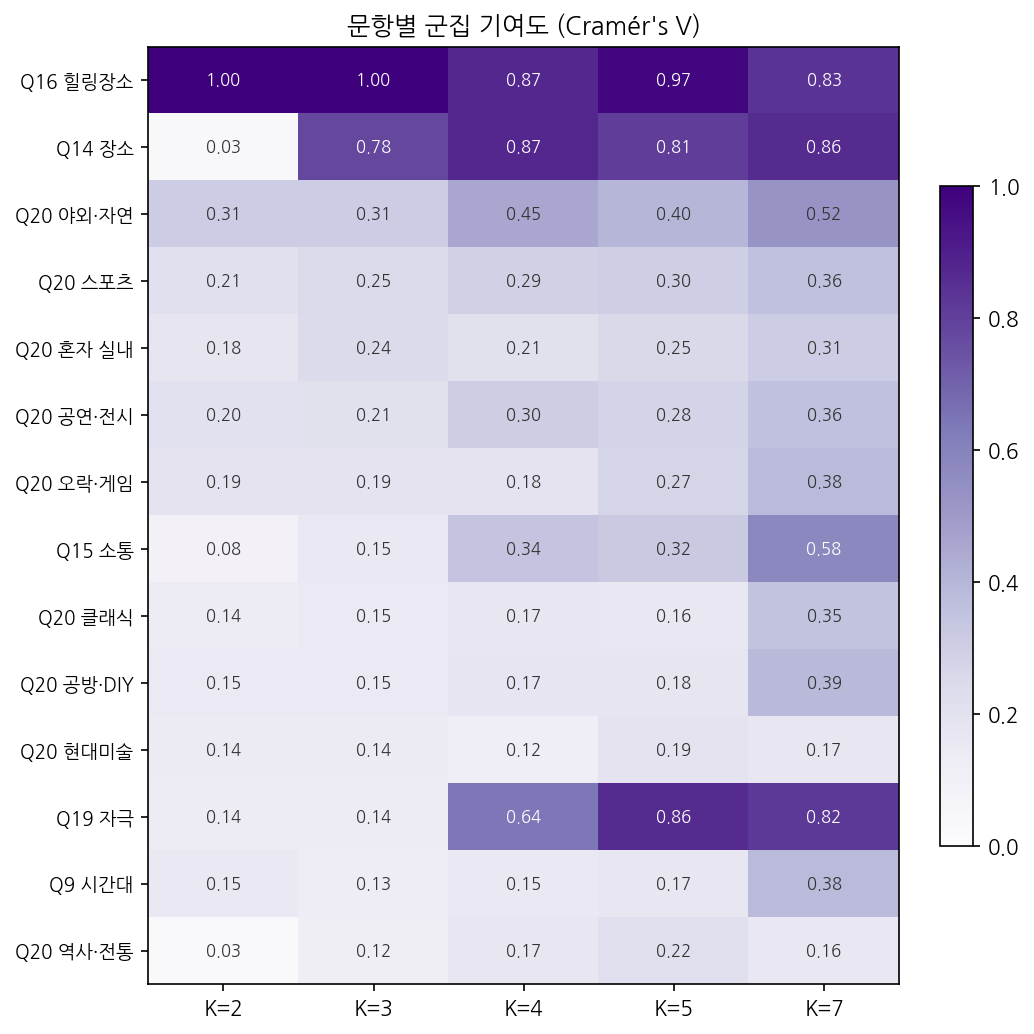 문항별 군집 기여도 (Cramér's V)
Q16 힐링장소 1.00 1.00 0.87 0.97 0.83
Q14 장소 0.03 0.78 0.87 0.81 0.86
Q20 야외·자연 0.31 0.31 0.45 0.40 0.52
Q20 스포츠 0.21 0.25 0.29 0.30 0.36
Q20 혼자 실내 0.18 0.24 0.21 0.25 0.31
Q20 공연·전시 0.20 0.21 0.30 0.28 0.36
Q20 오락·게임 0.19 0.19 0.18 0.27 0.38
Q15 소통 0.08 0.15 0.34 0.32 0.58
Q20 클래식 0.14 0.15 0.17 0.16 0.35
Q20 공방·DIY 0.15 0.15 0.17 0.18 0.39
Q20 현대미술 0.14 0.14 0.12 0.19 0.17
Q19 자극 0.14 0.14 0.64 0.86 0.82
Q9 시간대 0.15 0.13 0.15 0.17 0.38
Q20 역사·전통 0.03 0.12 0.17 0.22 0.16
K=2 K=3 K=4 K=5 K=7
1.0
0.8
0.6
0.4
0.2
0.0